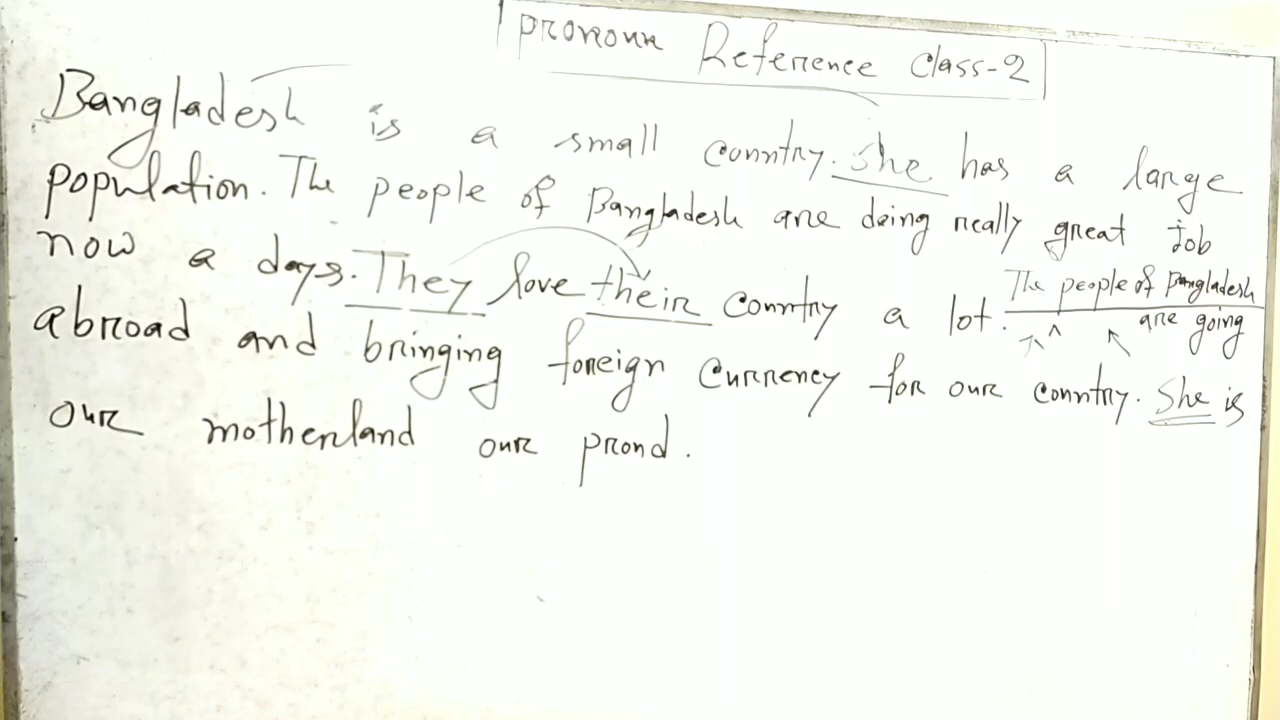 Pronoun Reference Class-2
Bangladesh is a small country. She has a large
population. The people of Bangladesh are doing really great Job
now a days. They love their country a lot. The people of Bangladesh
are going
abroad and bringing foreign currency for our country. She is
our motherland our proud.